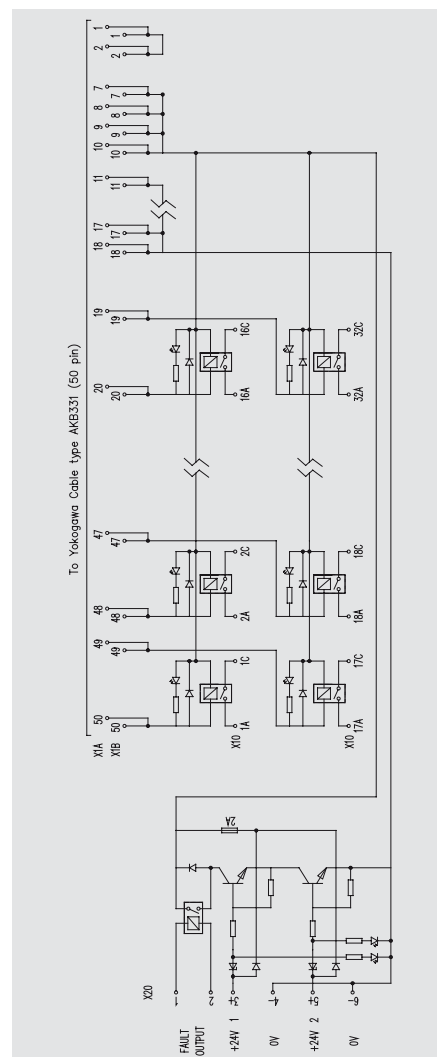 To Yokogawa Cable type AKB331 (50 pin)
X1A 50 49 48 47 20 19 18 17 11 10 9 8 7 2 1
X1B 50 49 48 47 20 19 18 17 11 10 9 8 7 2 1
X10 1A 1C 2A 2C 16A 16C
X10 17A 17C 18A 18C 32A 32C
2A
X20
1
2
3+
4-
5+
6-
FAULT
OUTPUT
+24V 1
0V
+24V 2
0V